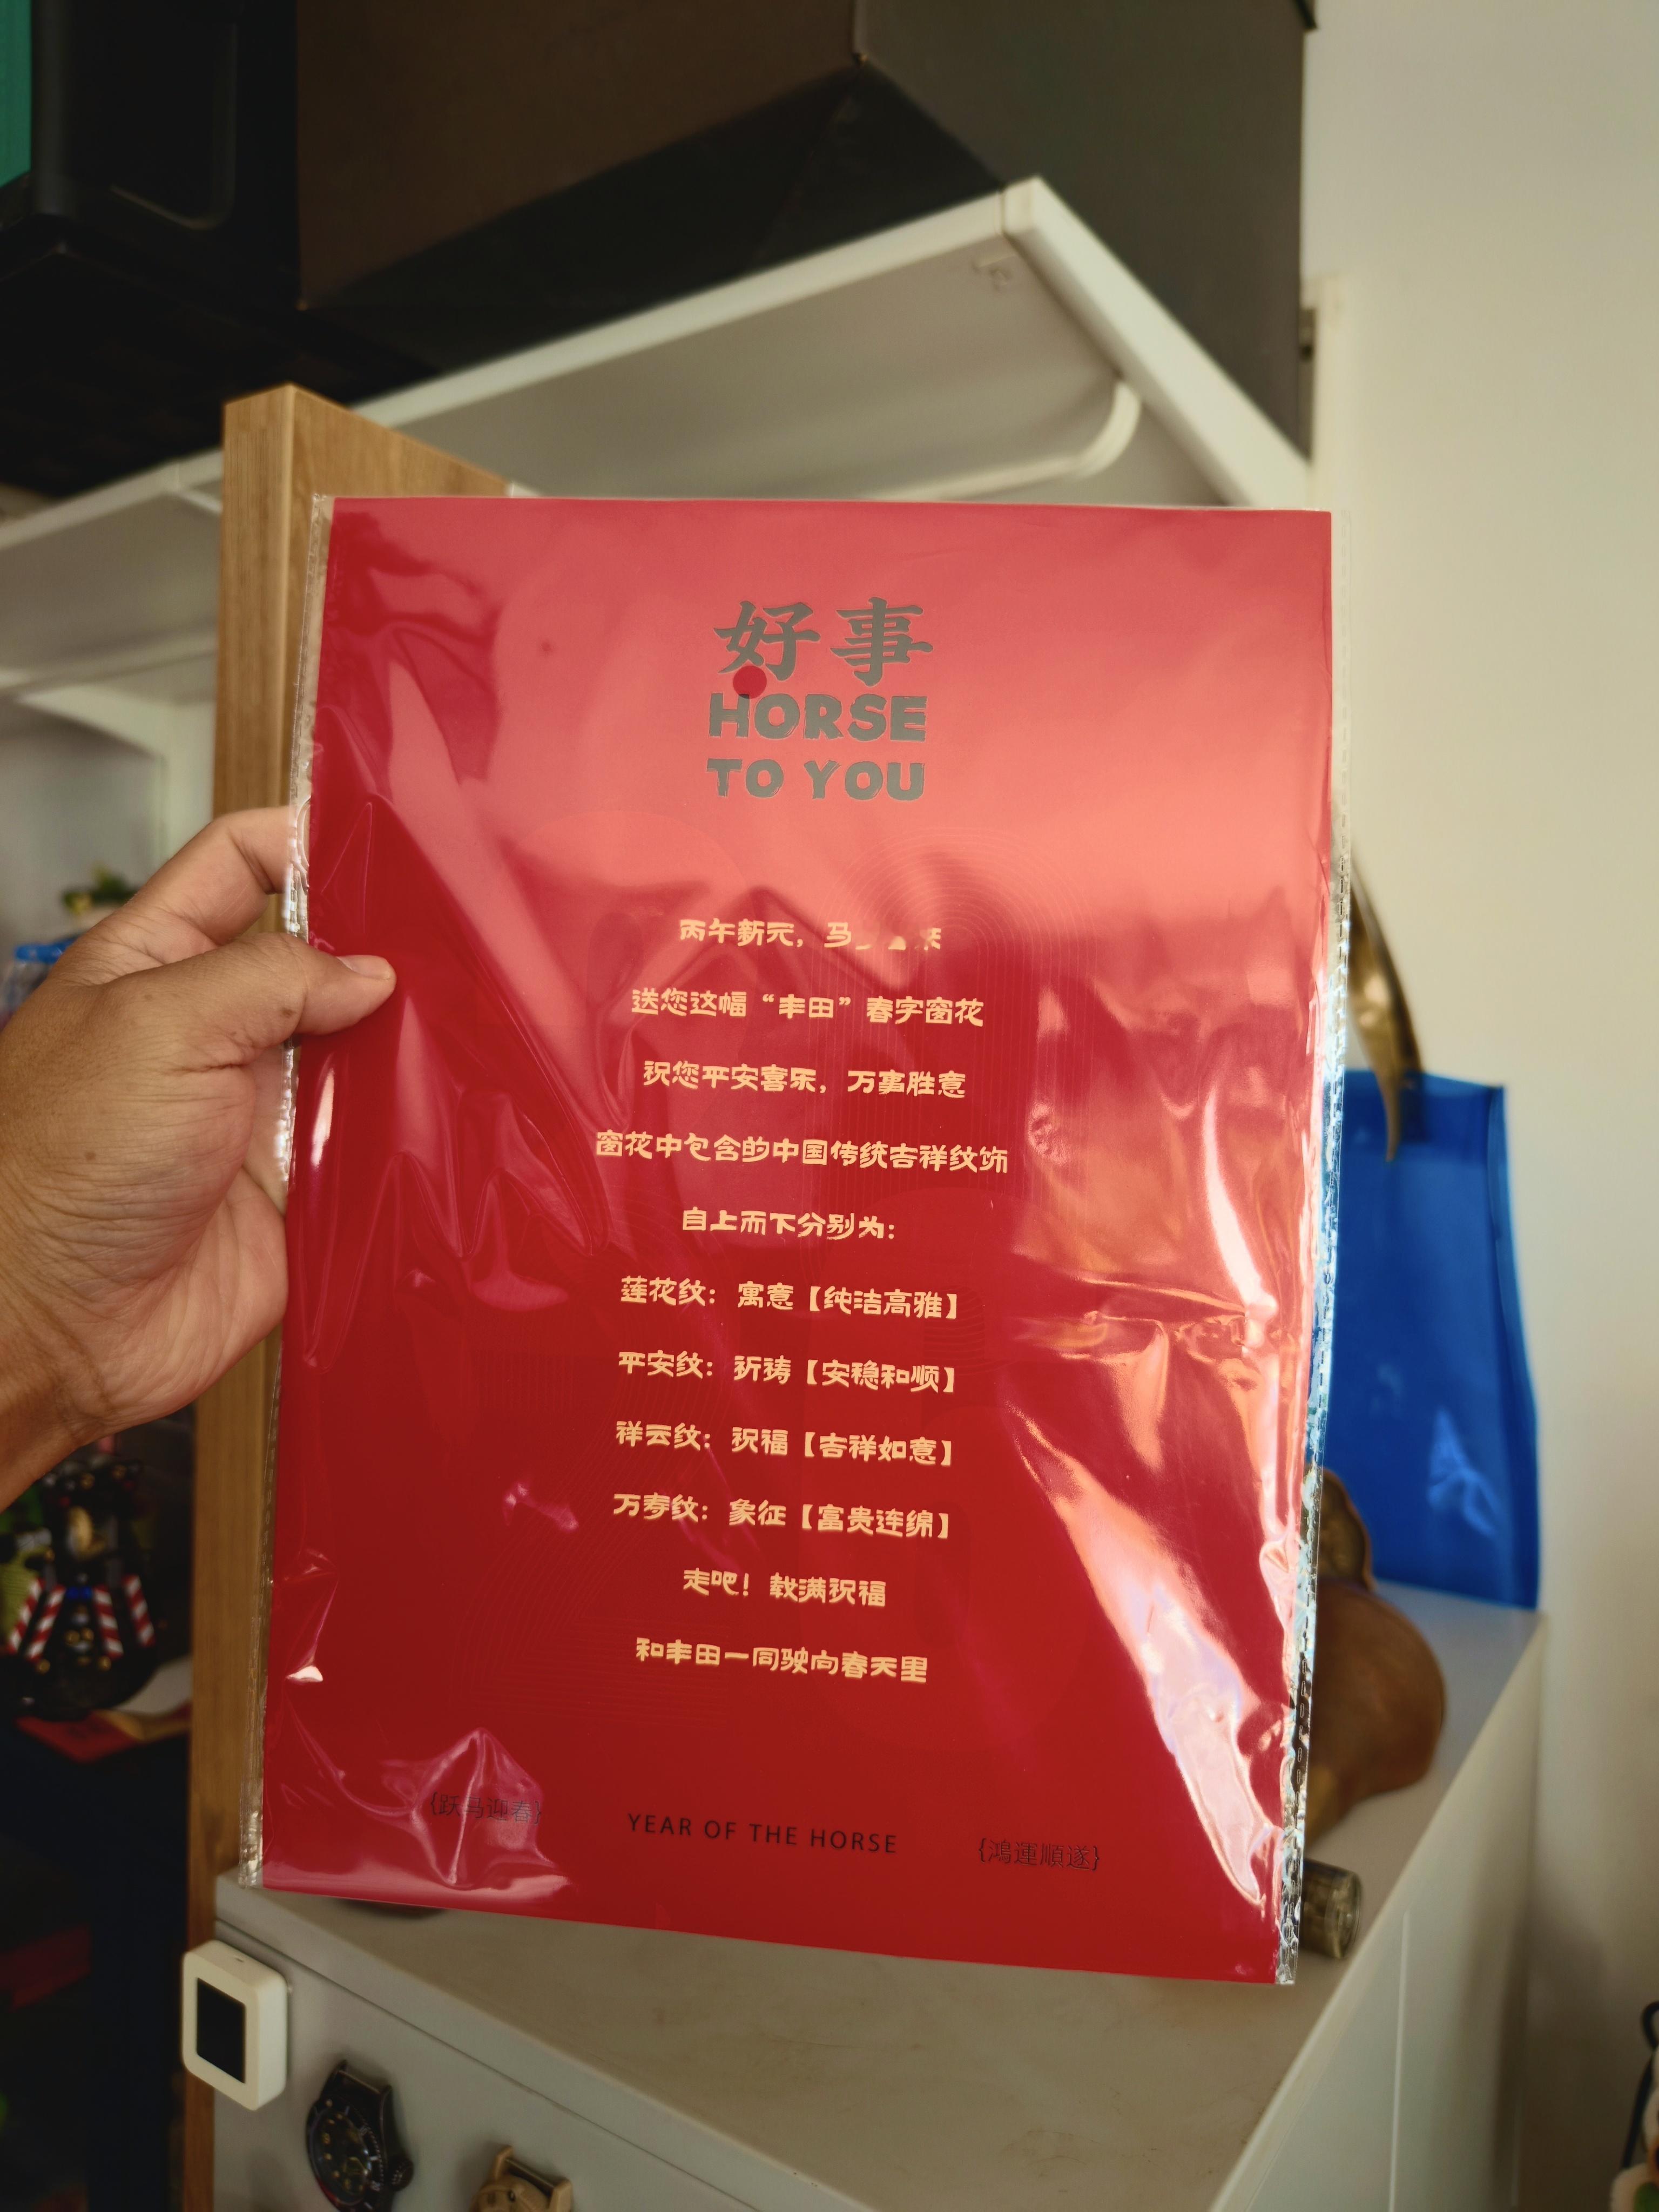 好事
HORSE
TO YOU
丙午新元，马
送您这幅“丰田”春字窗花
祝您平安喜乐，万事胜意
窗花中包含的中国传统吉祥纹饰
自上而下分别为：
莲花纹：寓意【纯洁高雅】
平安纹：祈祷【安稳和顺】
祥云纹：祝福【吉祥如意】
万寿纹：象征【富贵连绵】
走吧！载满祝福
和丰田一同驶向春天里
{跃马迎春}
YEAR OF THE HORSE
{鴻運順遂}